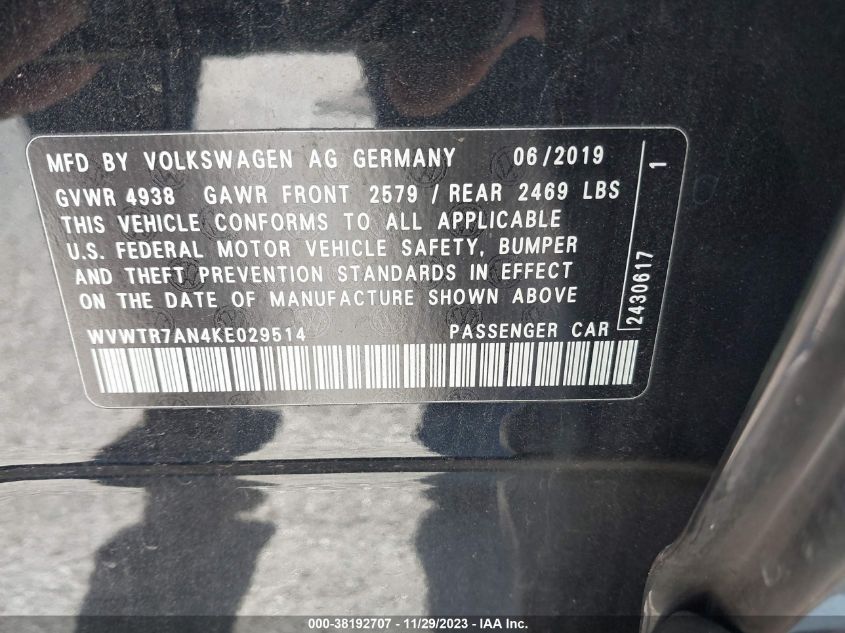 MFD BY VOLKSWAGEN AG GERMANY 06/2019
GVWR 4938 GAWR FRONT 2579 / REAR 2469 LBS
THIS VEHICLE CONFORMS TO ALL APPLICABLE
U.S. FEDERAL MOTOR VEHICLE SAFETY, BUMPER
AND THEFT PREVENTION STANDARDS IN EFFECT
ON THE DATE OF MANUFACTURE SHOWN ABOVE
WVWTR7AN4KE029514 PASSENGER CAR
2430617 1
000-38192707 - 11/29/2023 - IAA Inc.